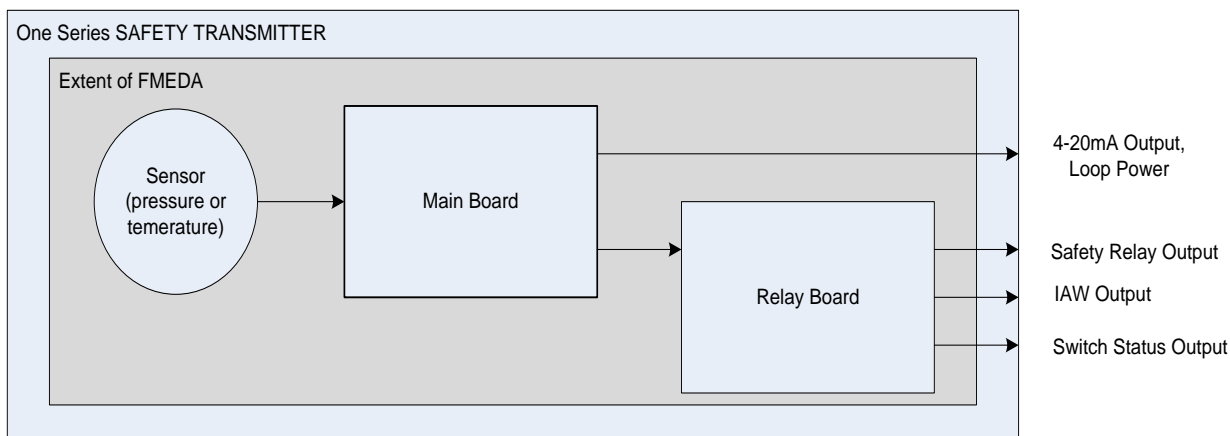 One Series SAFETY TRANSMITTER
Extent of FMEDA
Sensor
(pressure or
temerature)
Main Board
Relay Board
4-20mA Output,
Loop Power
Safety Relay Output
IAW Output
Switch Status Output